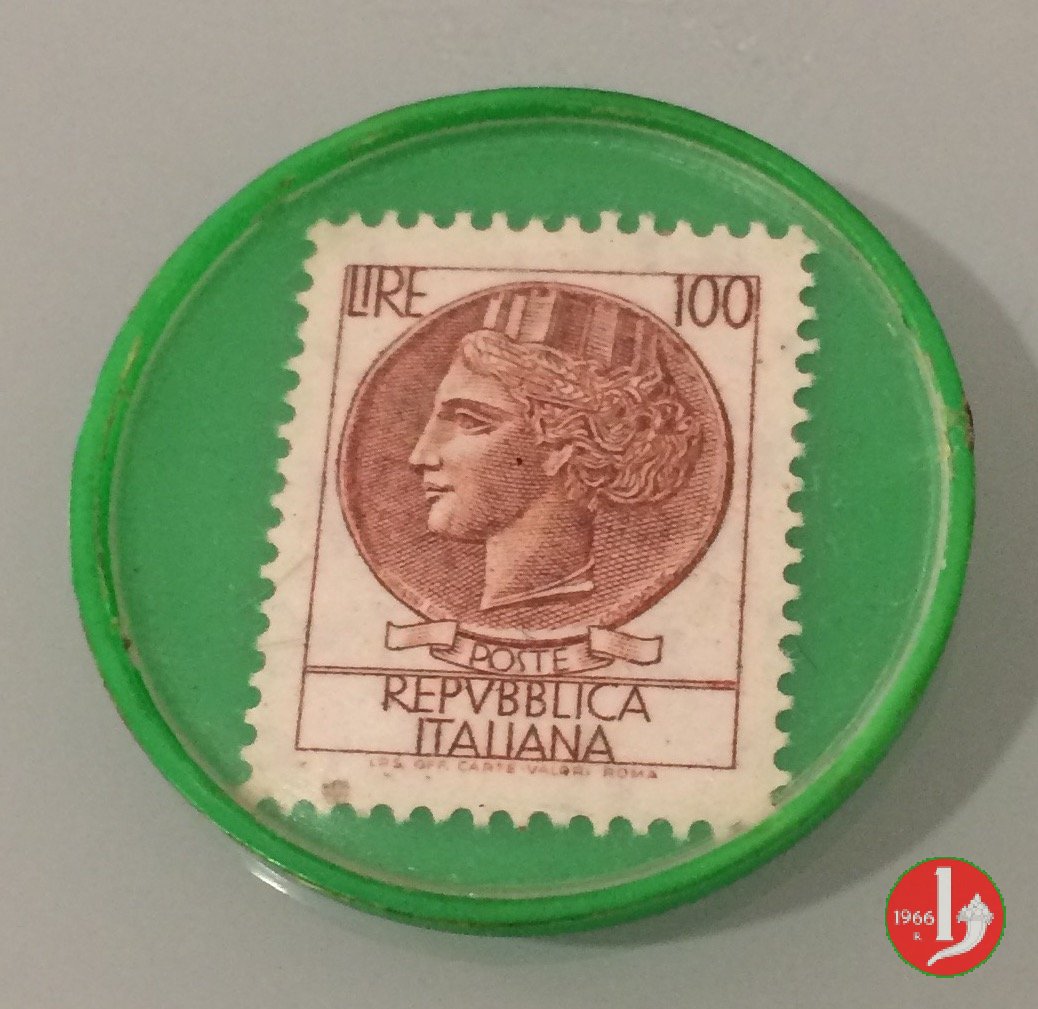 LIRE 100
POSTE
REPVBBLICA
ITALIANA
I.P.S. OFF. CARTE VALORI ROMA
1966
R